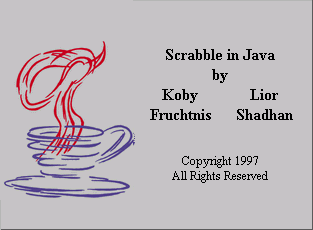 Scrabble in Java
by
Koby Lior
Fruchtnis Shadhan
Copyright 1997
All Rights Reserved